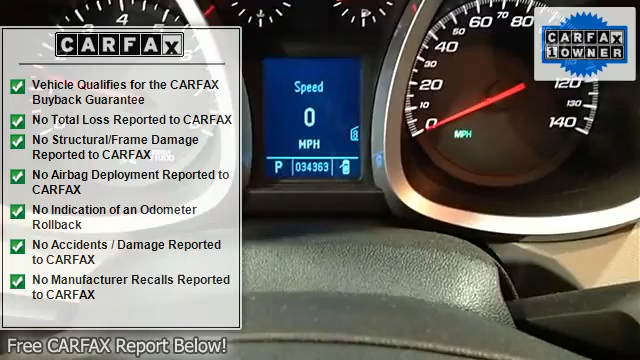 CARFAX
Vehicle Qualifies for the CARFAX
Buyback Guarantee
No Total Loss Reported to CARFAX
No Structural/Frame Damage
Reported to CARFAX
No Airbag Deployment Reported to
CARFAX
No Indication of an Odometer
Rollback
No Accidents / Damage Reported
to CARFAX
No Manufacturer Recalls Reported
to CARFAX
Free CARFAX Report Below!
Speed
0
MPH
P 034363
0
20
40
60
80
100
120
140
MPH
CARFAX
1 OWNER